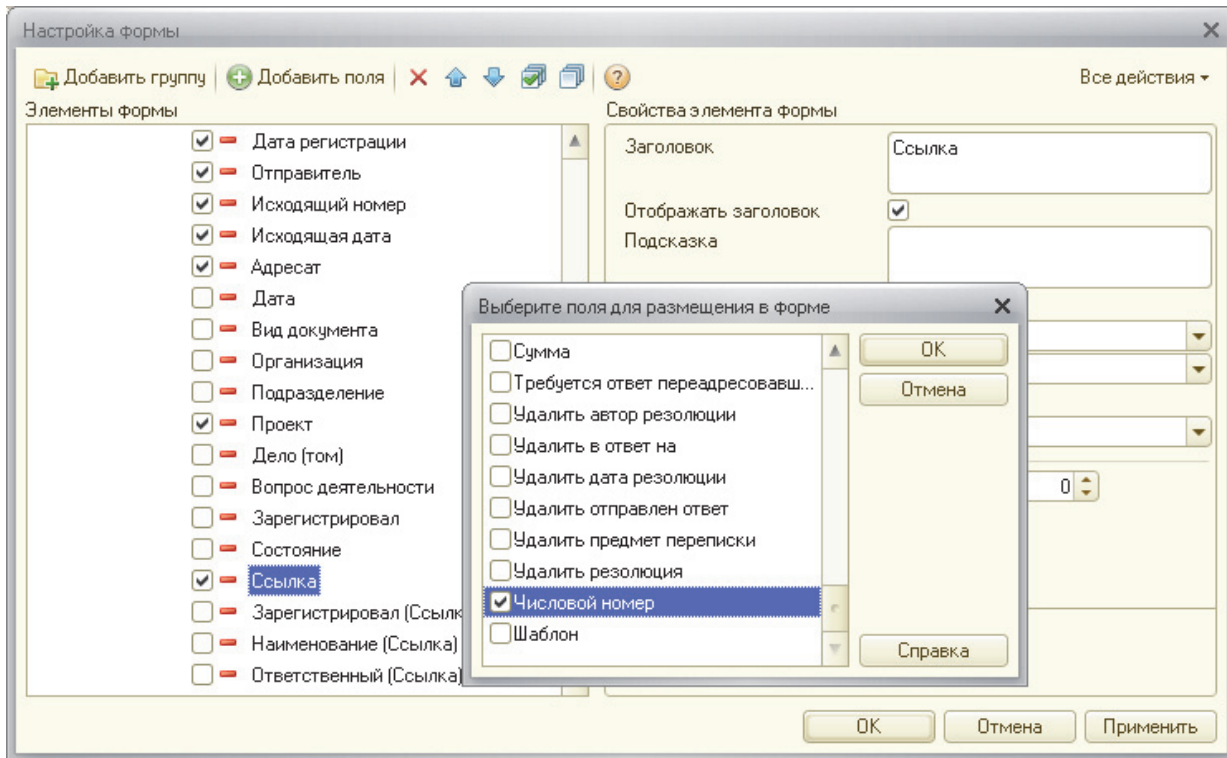 Настройка формы
Добавить группу Добавить поля Все действия
Элементы формы
Дата регистрации
Отправитель
Исходящий номер
Исходящая дата
Адресат
Дата
Вид документа
Организация
Подразделение
Проект
Дело (том)
Вопрос деятельности
Зарегистрировал
Состояние
Ссылка
Зарегистрировал (Ссылк
Наименование (Ссылка)
Ответственный (Ссылка)
Свойства элемента формы
Заголовок Ссылка
Отображать заголовок
Подсказка
0
Выберите поля для размещения в форме
Сумма
Требуется ответ переадресовавш...
Удалить автор резолюции
Удалить в ответ на
Удалить дата резолюции
Удалить отправлен ответ
Удалить предмет переписки
Удалить резолюция
Числовой номер
Шаблон
ОК
Отмена
Справка
ОК Отмена Применить